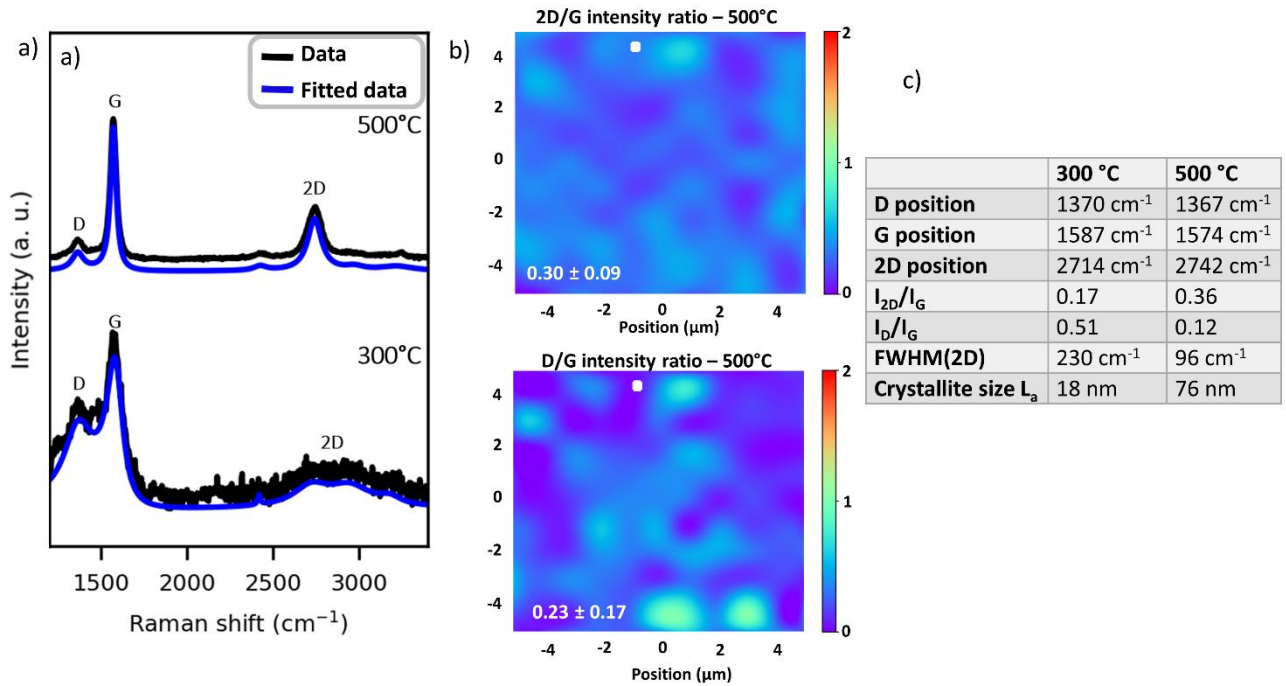 a)
a)
Data
Fitted data
500°C
G
D
2D
300°C
G
D
2D
Intensity (a. u.)
1500
2000
2500
3000
Raman shift (cm⁻¹)
b)
2D/G intensity ratio – 500°C
4
2
0
-2
-4
0.30 ± 0.09
-4
-2
0
2
4
Position (µm)
2
1
0
D/G intensity ratio – 500°C
4
2
0
-2
-4
0.23 ± 0.17
-4
-2
0
2
4
Position (µm)
2
1
0
c)
300 °C 500 °C
D position 1370 cm⁻¹ 1367 cm⁻¹
G position 1587 cm⁻¹ 1574 cm⁻¹
2D position 2714 cm⁻¹ 2742 cm⁻¹
I₂D/IG 0.17 0.36
ID/IG 0.51 0.12
FWHM(2D) 230 cm⁻¹ 96 cm⁻¹
Crystallite size Lₐ 18 nm 76 nm